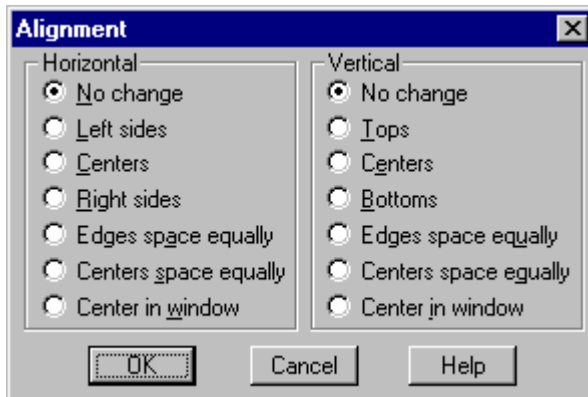 Alignment
Horizontal
No change
Left sides
Centers
Right sides
Edges space equally
Centers space equally
Center in window
Vertical
No change
Tops
Centers
Bottoms
Edges space equally
Centers space equally
Center in window
OK
Cancel
Help